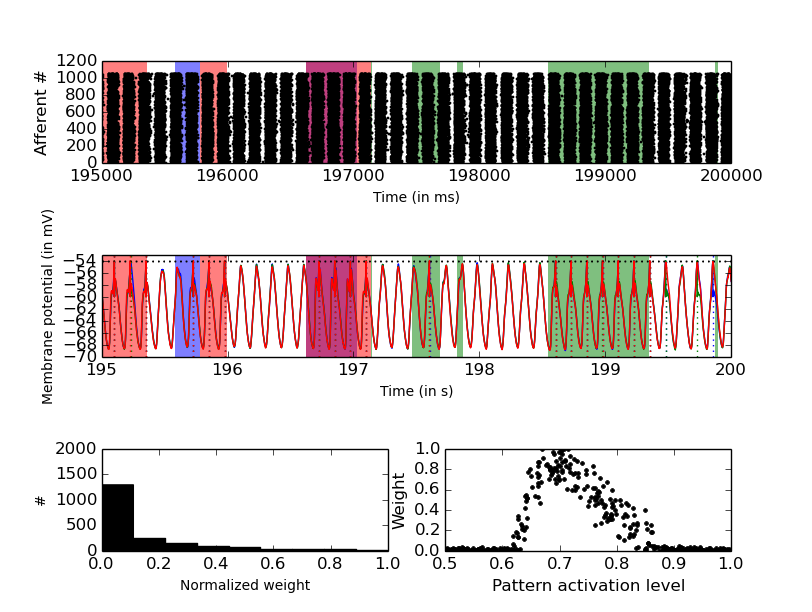 1200
1000
800
600
400
200
0
Afferent #
195000 196000 197000 198000 199000 200000
Time (in ms)
−54
−56
−58
−60
−62
−64
−66
−68
−70
Membrane potential (in mV)
195 196 197 198 199 200
Time (in s)
2000
1500
1000
500
0
#
0.0 0.2 0.4 0.6 0.8 1.0
Normalized weight
1.0
0.8
0.6
0.4
0.2
0.0
Weight
0.5 0.6 0.7 0.8 0.9 1.0
Pattern activation level